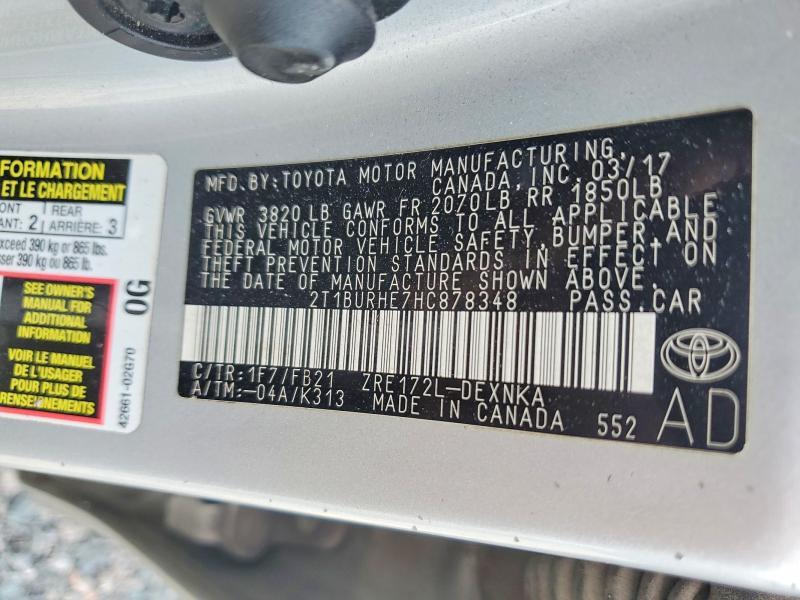 FORMATION
ET LE CHARGEMENT
ONT 1 REAR
ANT: 2 ARRIÈRE: 3
xceed 390 kg or 865 lbs.
sser 390 kg ou 865 lb.
SEE OWNER'S
MANUAL FOR
ADDITIONAL
INFORMATION
VOIR LE MANUEL
DE L'USAGER
POUR PLUS DE
RENSEIGNEMENTS
OG
42661-02G70
MFD. BY: TOYOTA MOTOR MANUFACTURING,
CANADA, INC. 03/17
GVWR 3820 LB GAWR FR 2070LB RR 1850LB
THIS VEHICLE CONFORMS TO ALL APPLICABLE
FEDERAL MOTOR VEHICLE SAFETY, BUMPER, AND
THEFT PREVENTION STANDARDS IN EFFECT ON
THE DATE OF MANUFACTURE SHOWN ABOVE.
2T1BURHE7HC878348 PASS.CAR
C/TR: 1F7/FB21 ZRE172L-DEXNKA
A/TM: -04A/K313 MADE IN CANADA 552
AD